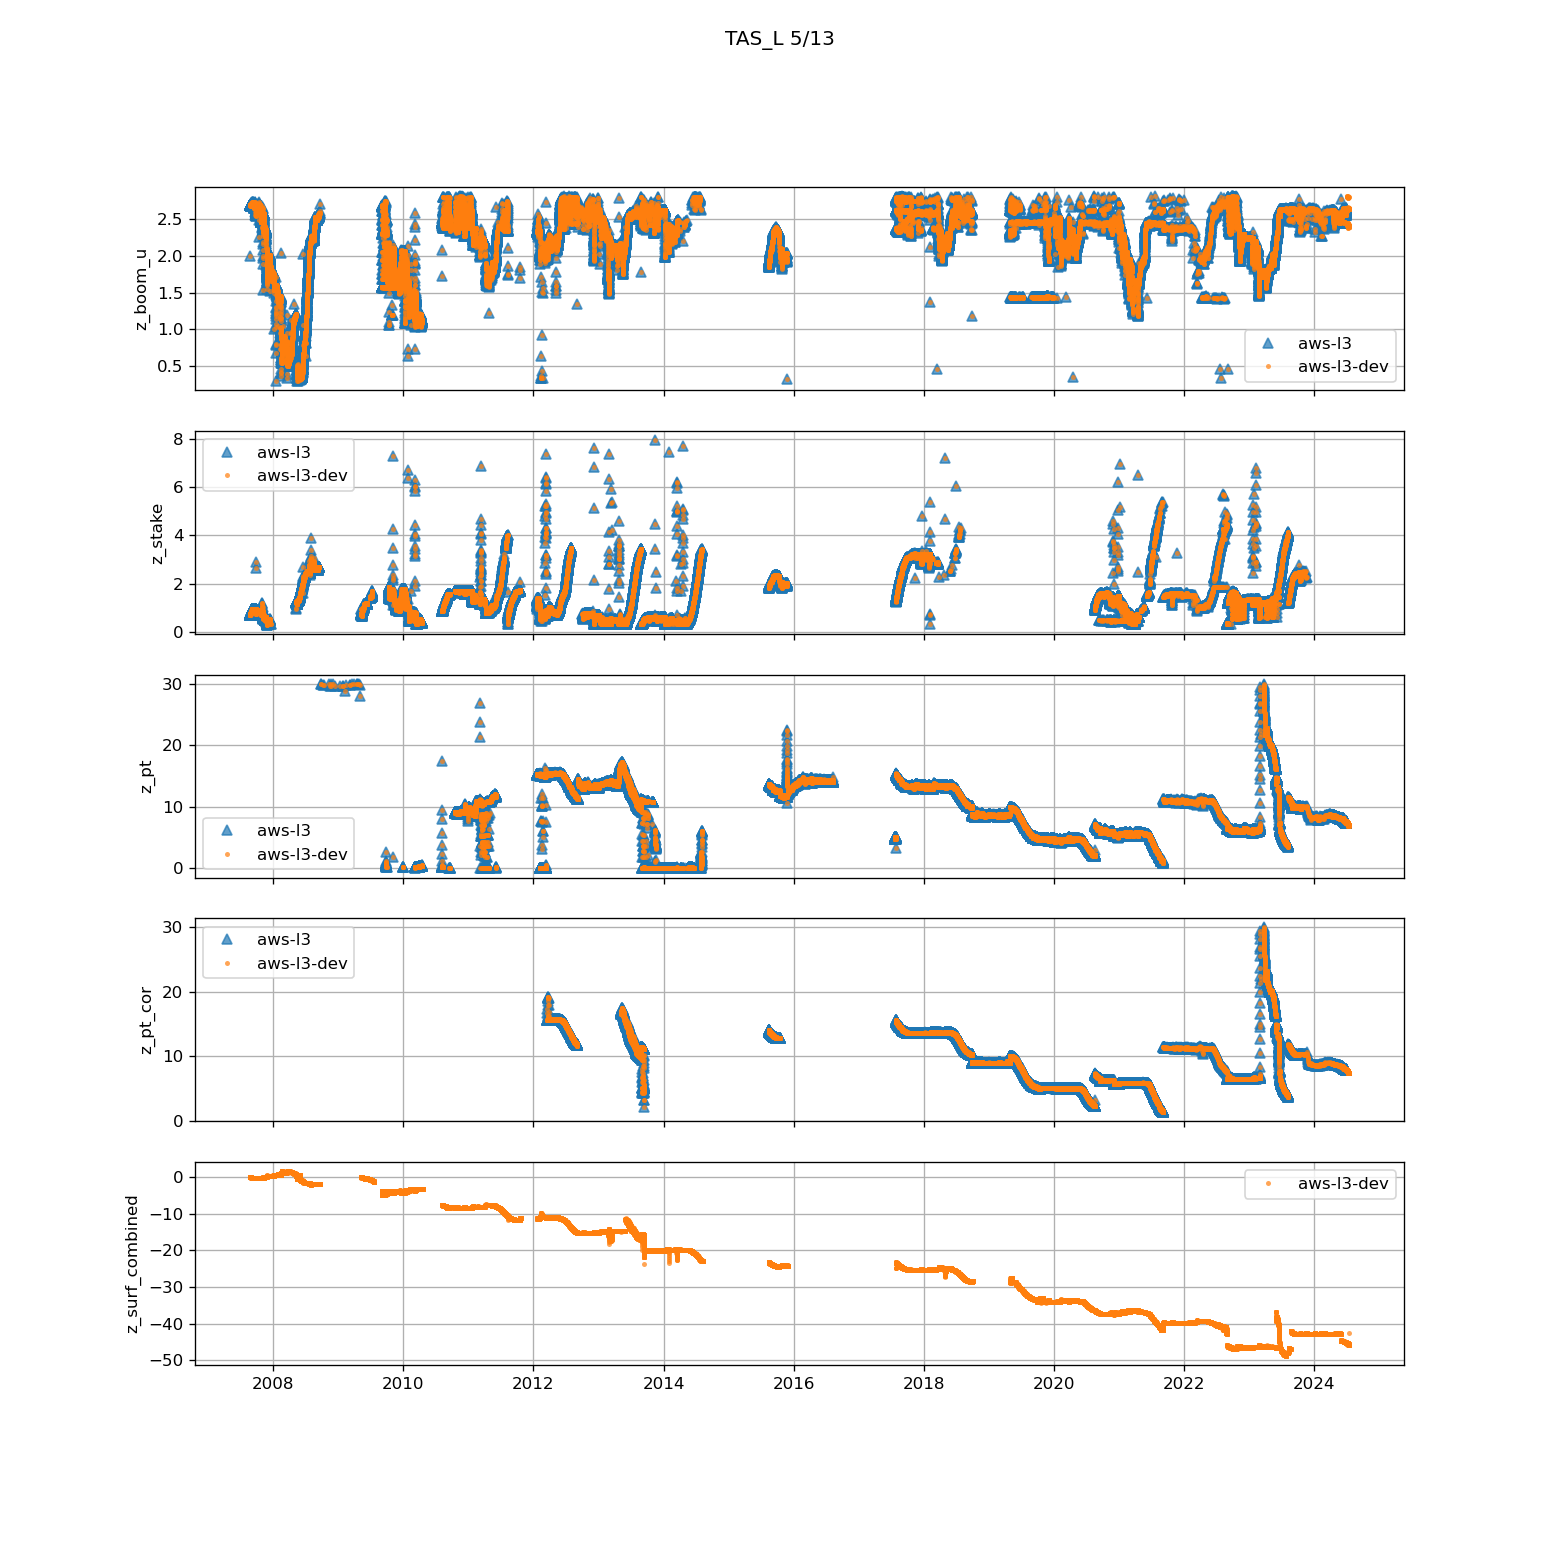 TAS_L 5/13
z_boom_u
2.5
2.0
1.5
1.0
0.5
aws-l3
aws-l3-dev
z_stake
8
6
4
2
0
aws-l3
aws-l3-dev
z_pt
30
20
10
0
aws-l3
aws-l3-dev
z_pt_cor
30
20
10
0
aws-l3
aws-l3-dev
z_surf_combined
0
−10
−20
−30
−40
−50
aws-l3-dev
2008 2010 2012 2014 2016 2018 2020 2022 2024